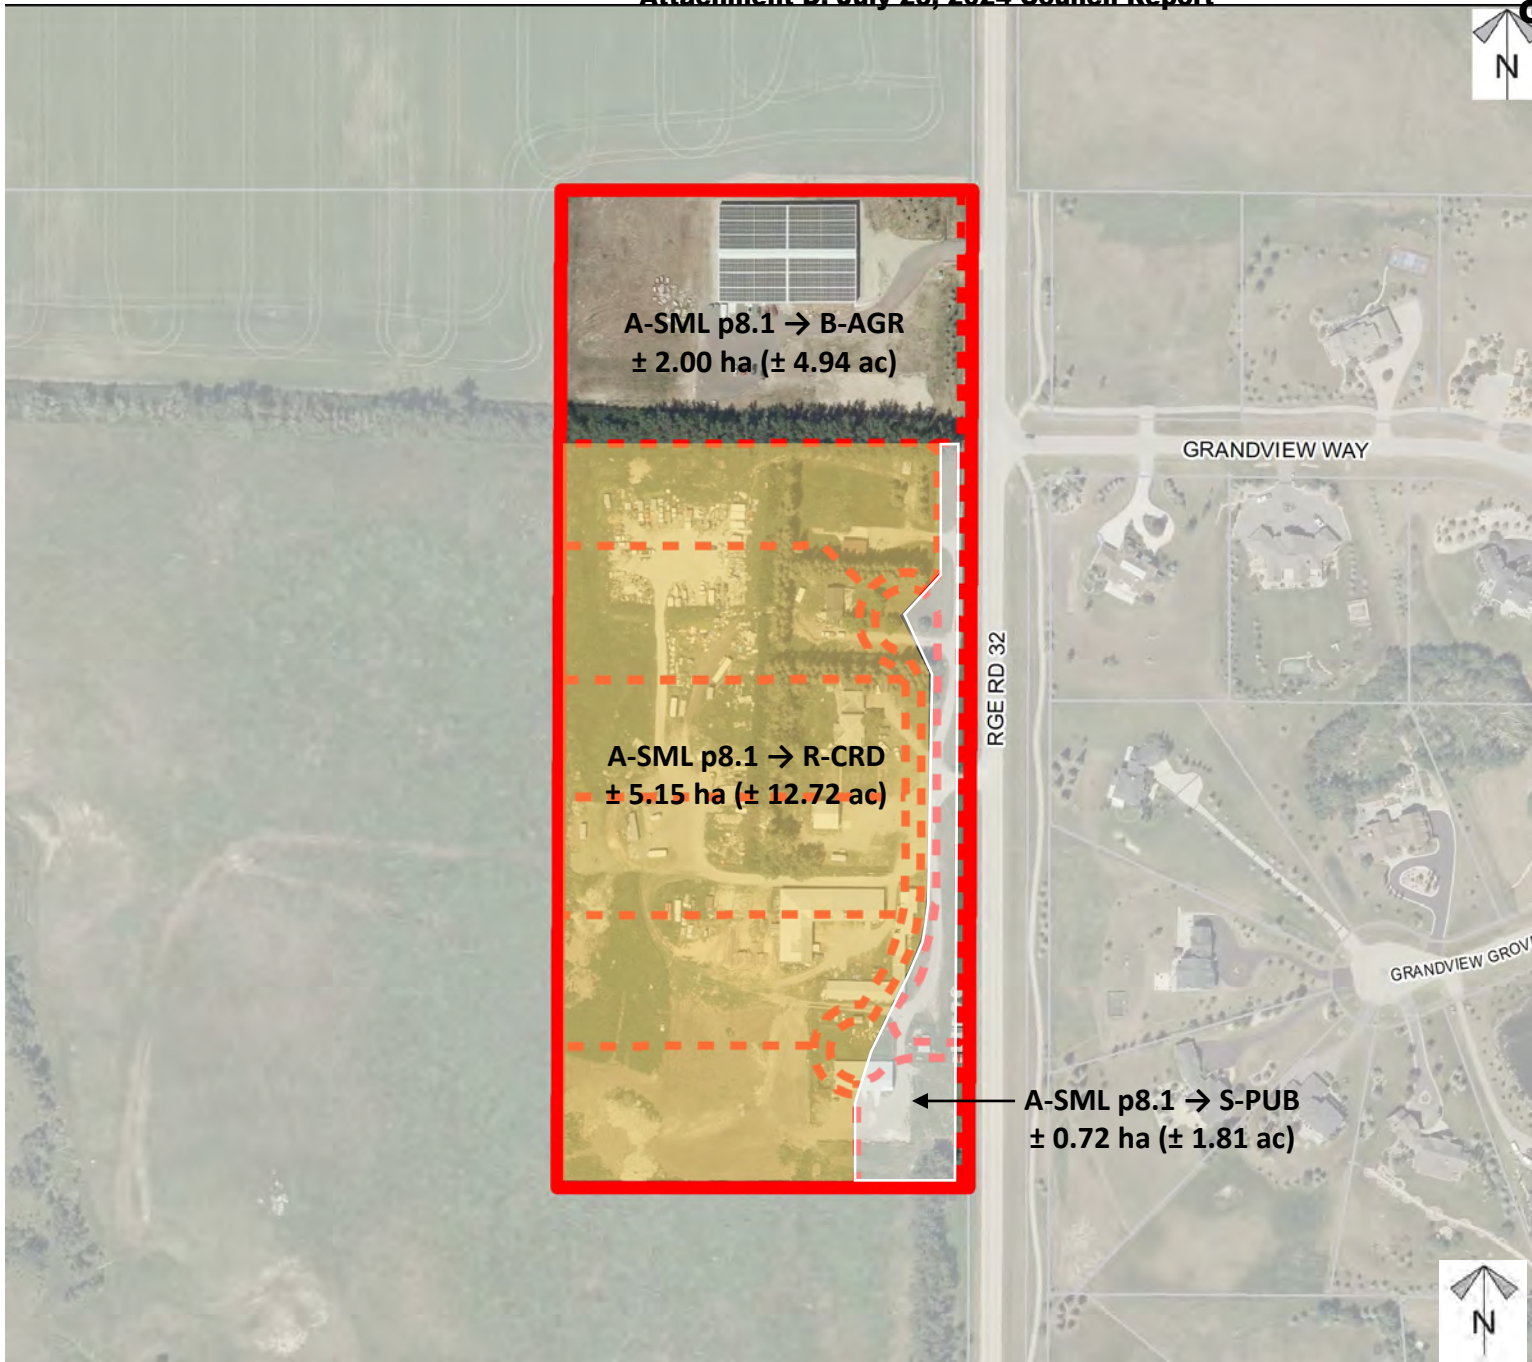 N
A-SML p8.1 → B-AGR
± 2.00 ha (± 4.94 ac)
GRANDVIEW WAY
RGE RD 32
A-SML p8.1 → R-CRD
± 5.15 ha (± 12.72 ac)
GRANDVIEW
A-SML p8.1 → S-PUB
± 0.72 ha (± 1.81 ac)
N